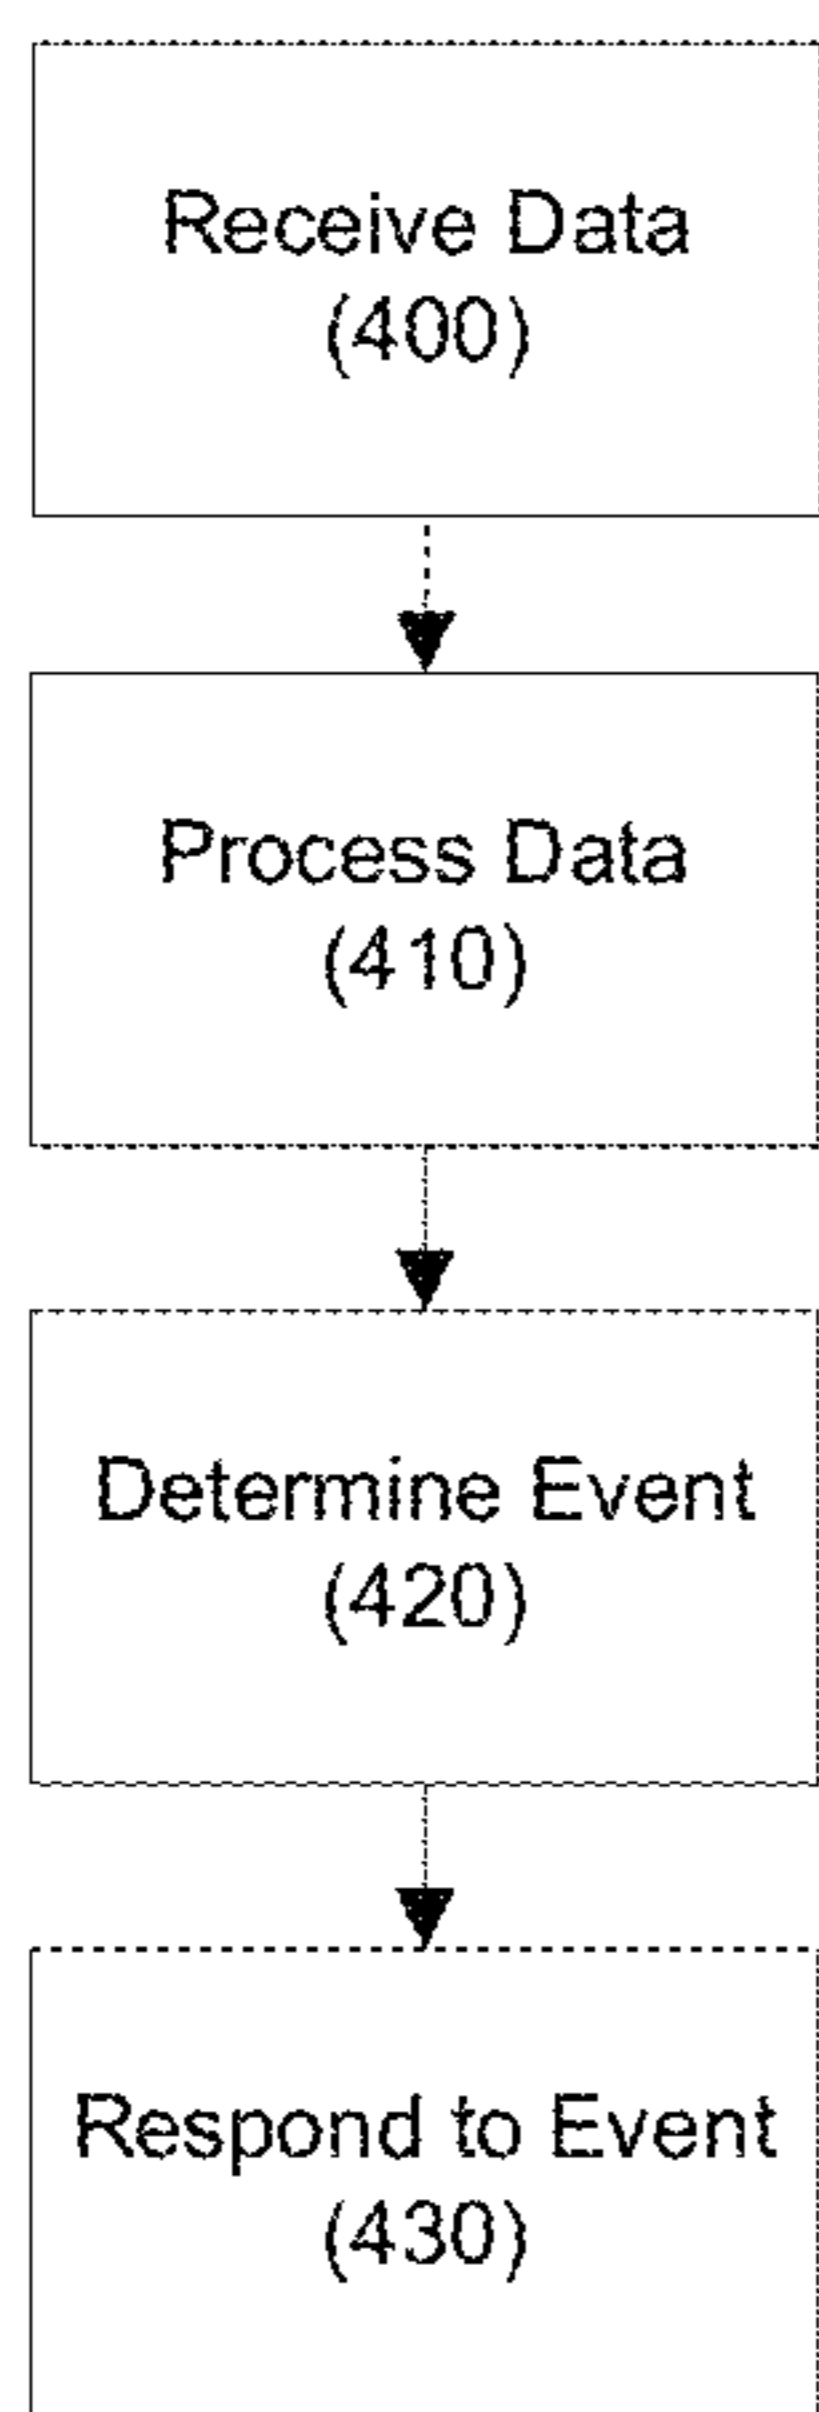 Receive Data
(400)
Process Data
(410)
Determine Event
(420)
Respond to Event
(430)